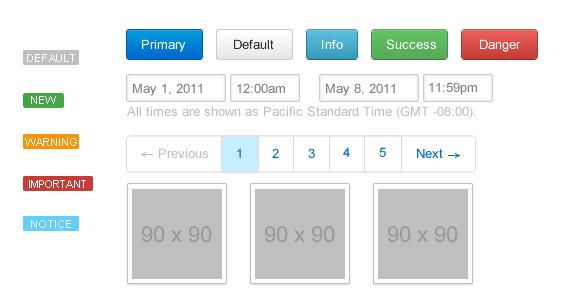 Primary Default Info Success Danger
DEFAULT
May 1, 2011 12:00am May 8, 2011 11:59pm
NEW
All times are shown as Pacific Standard Time (GMT -08:00).
WARNING
← Previous 1 2 3 4 5 Next →
IMPORTANT
NOTICE
90 x 90 90 x 90 90 x 90